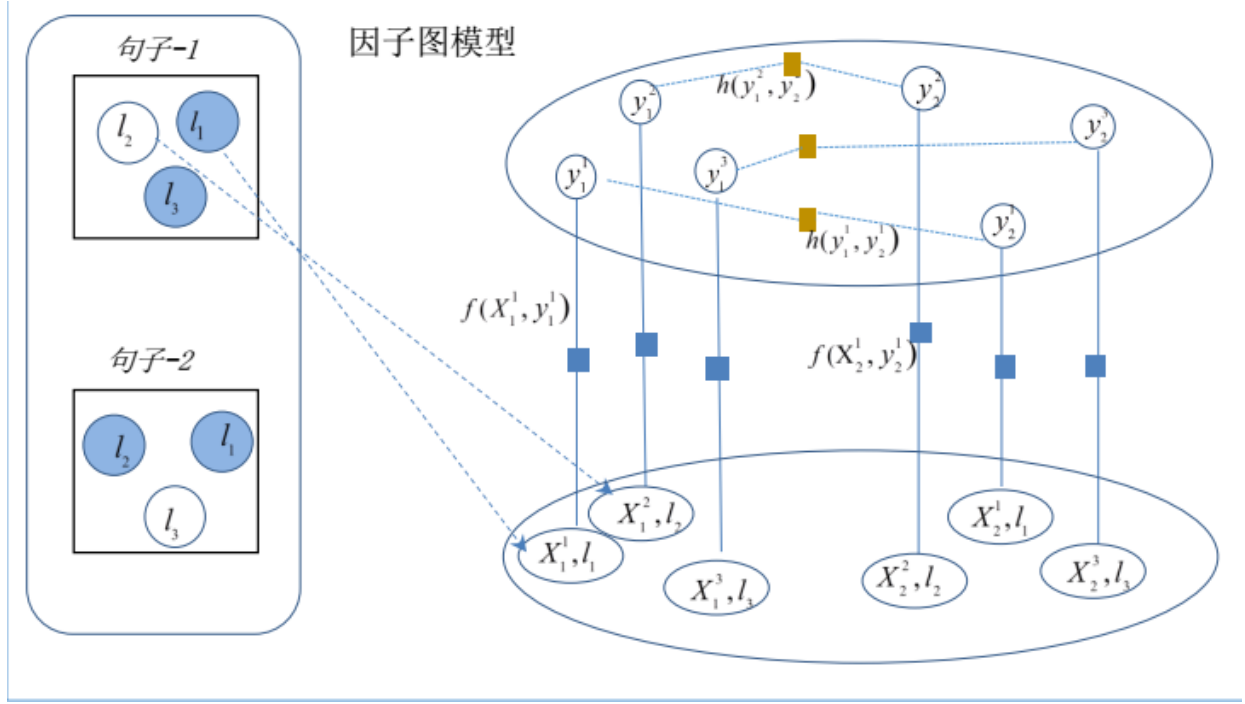 因子图模型
句子-1
l₂
l₁
l₃
句子-2
l₂
l₁
l₃
y₁²
h(y₁²,y₂²)
y₂²
y₂³
y₁¹
y₁³
y₂¹
h(y₁¹,y₂¹)
f(X₁¹,y₁¹)
f(X₂¹,y₂¹)
X₁²,l₂
X₂¹,l₁
X₁¹,l₁
X₁³,l₃
X₂²,l₂
X₂³,l₃